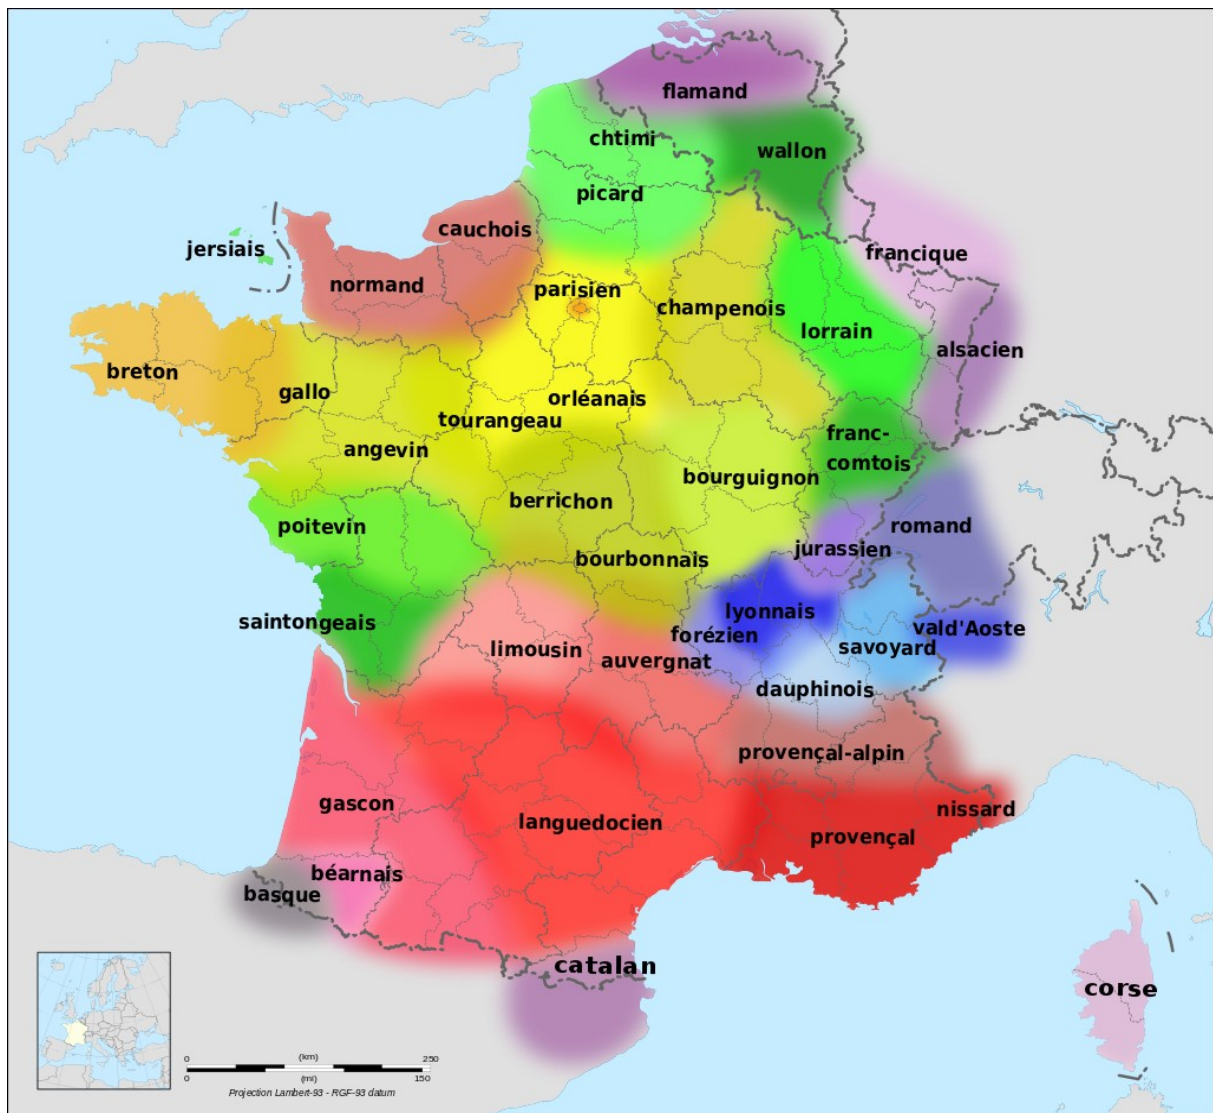 flamand
chtimi
wallon
picard
cauchois
jersiais
francique
normand
parisien
champenois
lorrain
alsacien
breton
gallo
orléanais
tourangeau
angevin
franc-
comtois
bourguignon
berrichon
poitevin
romand
jurassien
bourbonnais
lyonnais
saintongeais
forézien
vald'Aoste
limousin
auvergnat
savoyard
dauphinois
provençal-alpin
gascon
nissard
languedocien
provençal
béarnais
basque
catalan
corse
0 (km) 250
0 (mi) 150
Projection Lambert-93 - RGF-93 datum